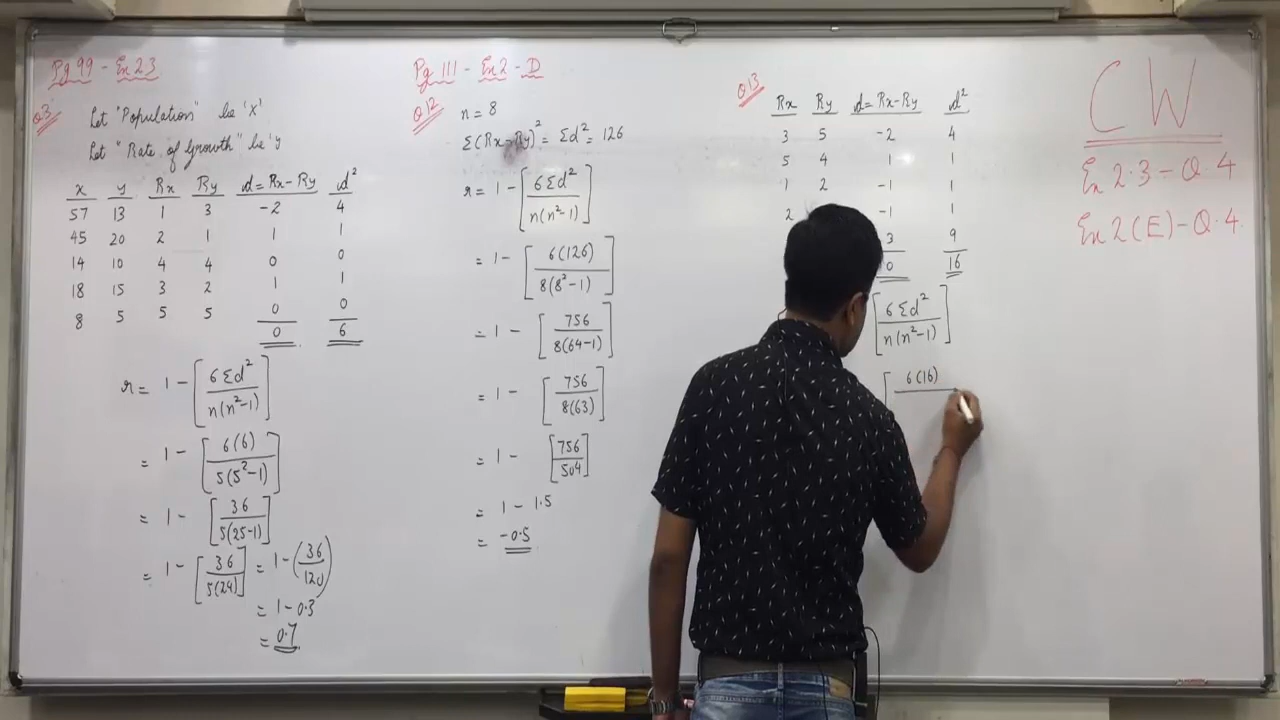 Pg 99 - Ex 2.3
Q3
Let "Population" be 'X'
Let "Rate of Growth" be 'Y'
x y Rx Ry d = Rx - Ry d²
57 13 1 3 -2 4
45 20 2 1 1 1
14 10 4 4 0 0
18 15 3 2 1 1
8 5 5 5 0 0
0 6
r = 1 - [6Σd² / n(n²-1)]
= 1 - [6(6) / 5(5²-1)]
= 1 - [36 / 5(25-1)]
= 1 - [36 / 5(24)] = 1 - (36 / 120)
= 1 - 0.3
= 0.7
Pg 111 - Ex 2 - D
Q12
n = 8
Σ(Rx - Ry)² = Σd² = 126
r = 1 - [6Σd² / n(n²-1)]
= 1 - [6(126) / 8(8²-1)]
= 1 - [756 / 8(64-1)]
= 1 - [756 / 8(63)]
= 1 - [756 / 504]
= 1 - 1.5
= -0.5
Q13
Rx Ry d = Rx - Ry d²
3 5 -2 4
5 4 1 1
1 2 -1 1
2 -1 1
3 9
0 16
[6Σd² / n(n²-1)]
[6(16)
CW
Ex 2.3 - Q.4
Ex 2(E) - Q.4